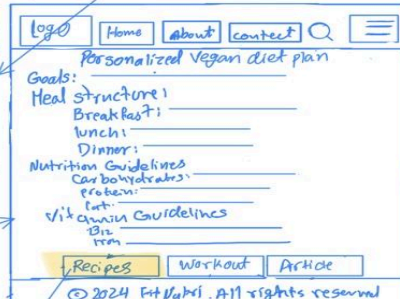 logo Home About contect
Personalized Vegan diet plan
Goals:
Meal structure:
Breakfast:
lunch:
Dinner:
Nutrition Guidelines
Carbohydrates:
protein:
Fat:
Vitamin Guidelines
B12
Iron
Recipes Workout Article
© 2024 FitNutri. All rights reserved